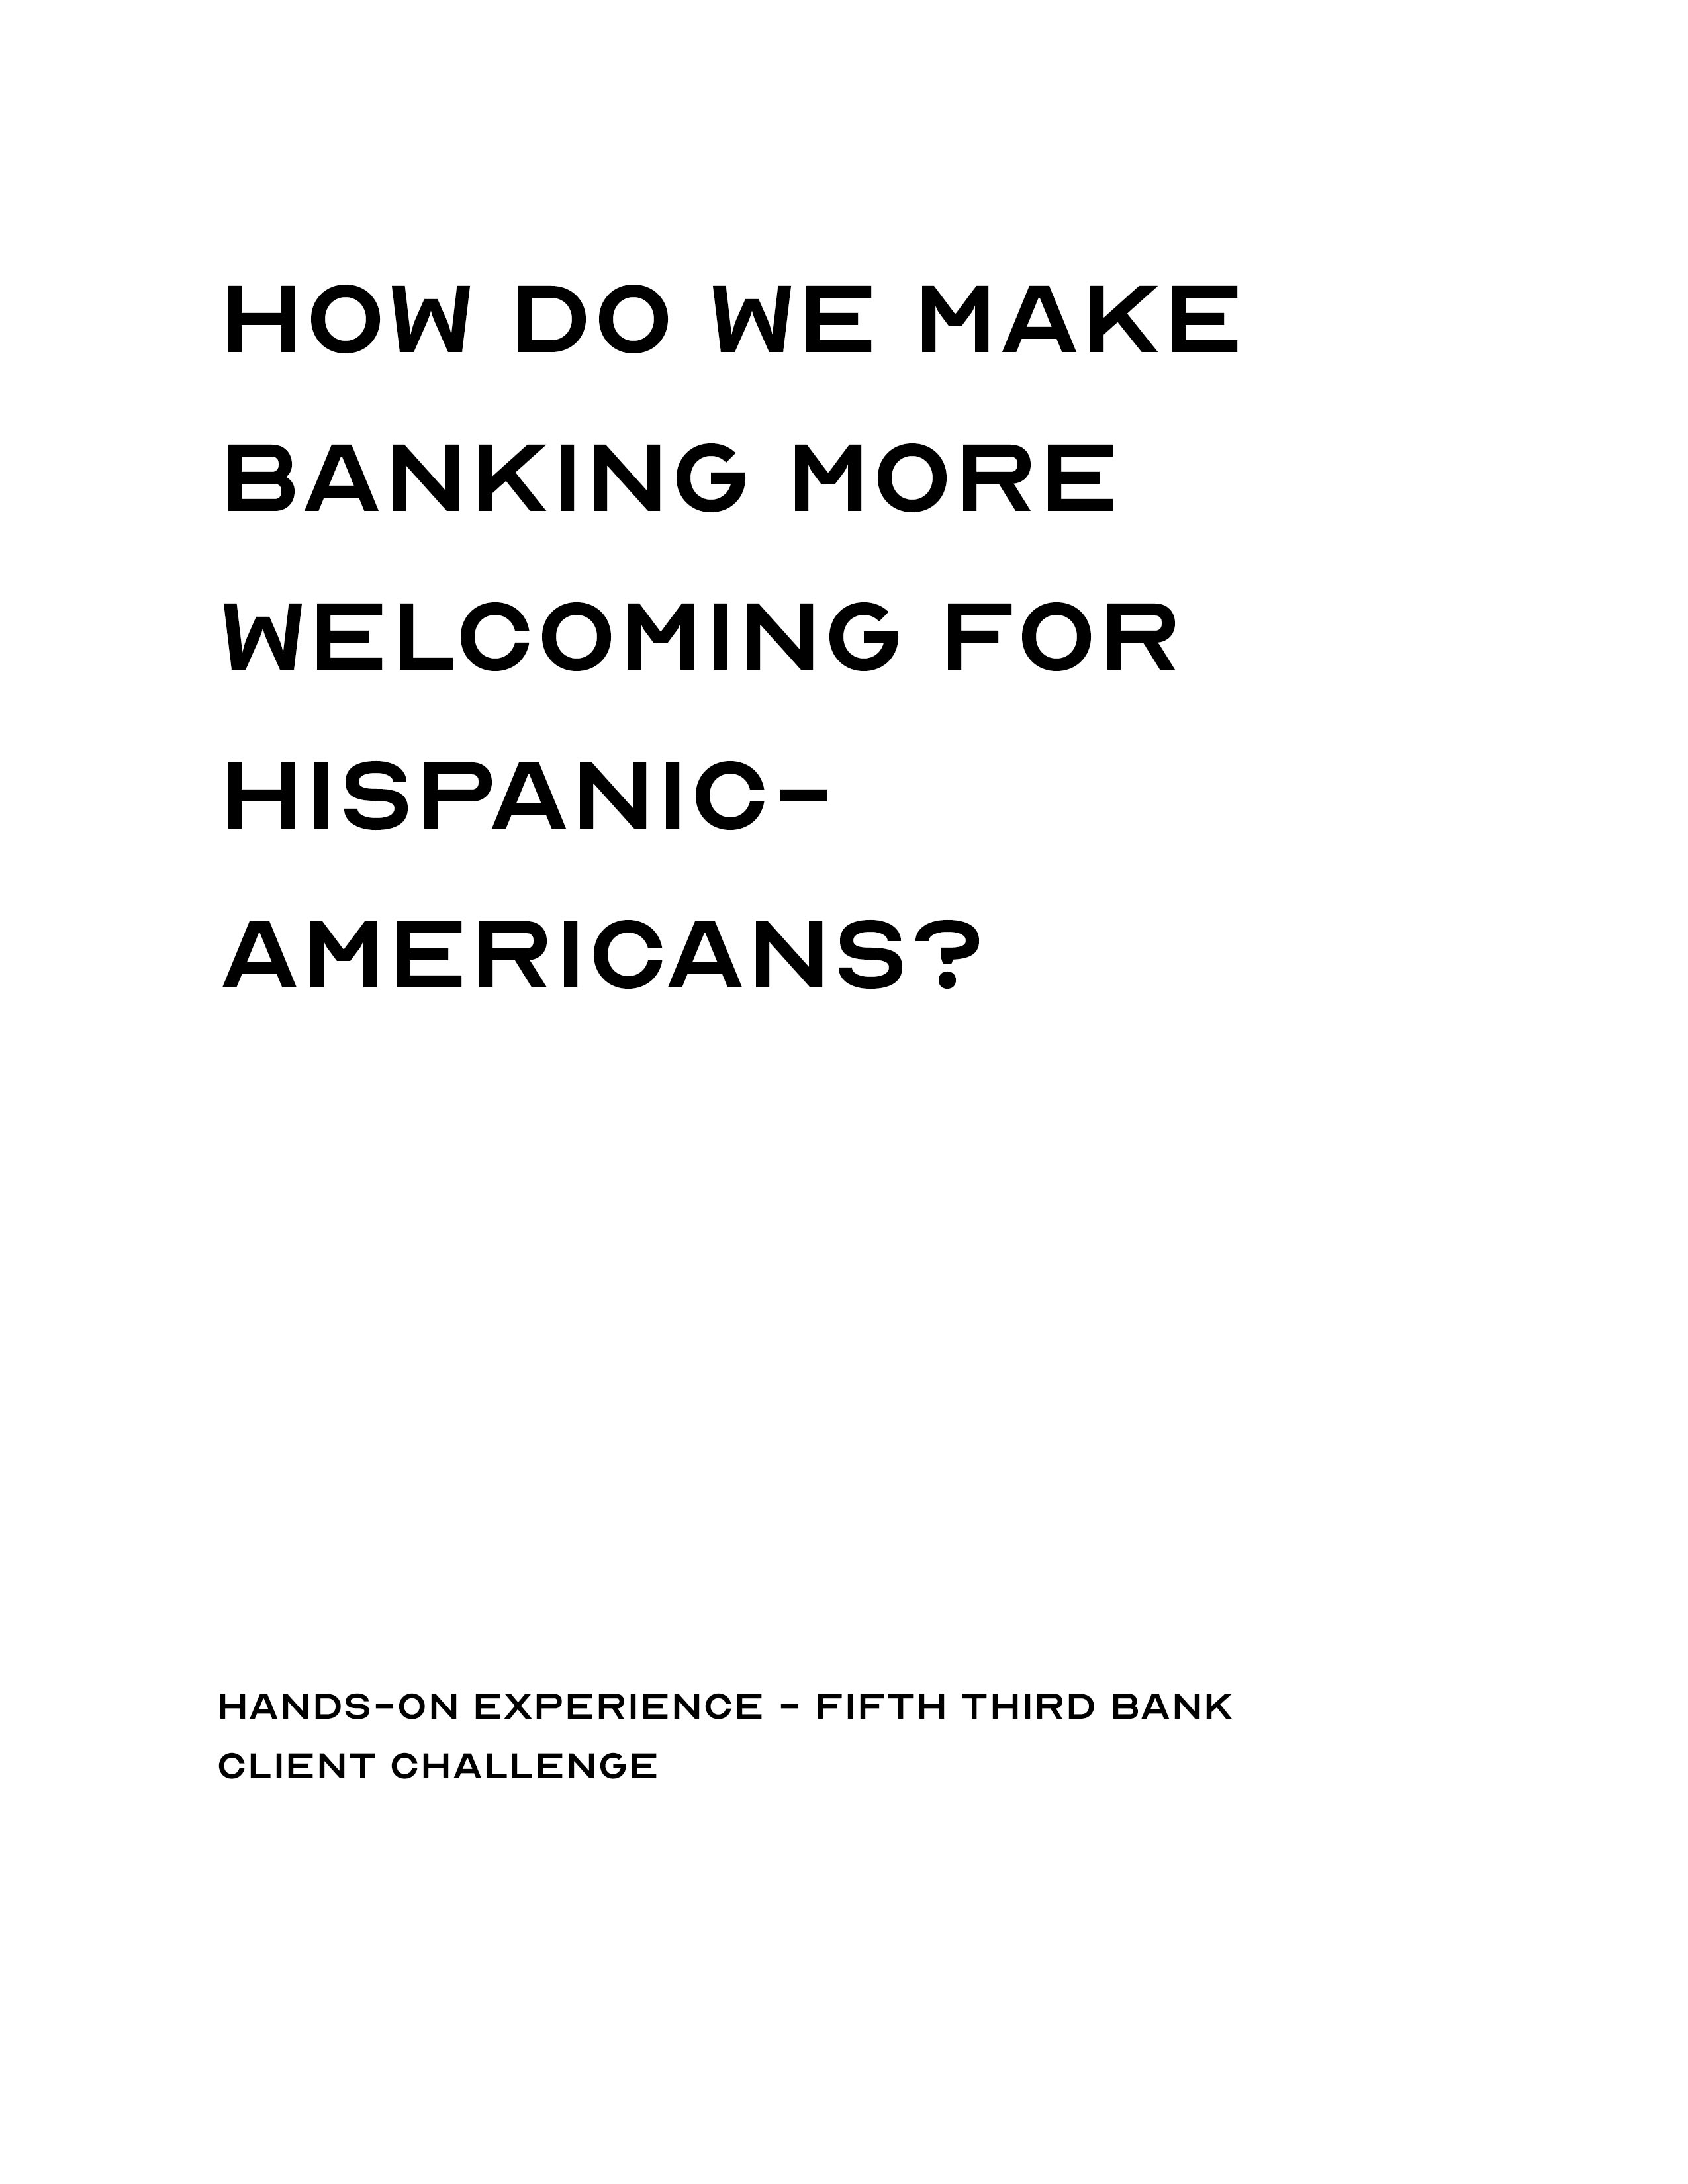 HOW DO WE MAKE
BANKING MORE
WELCOMING FOR
HISPANIC-
AMERICANS?
HANDS-ON EXPERIENCE - FIFTH THIRD BANK
CLIENT CHALLENGE